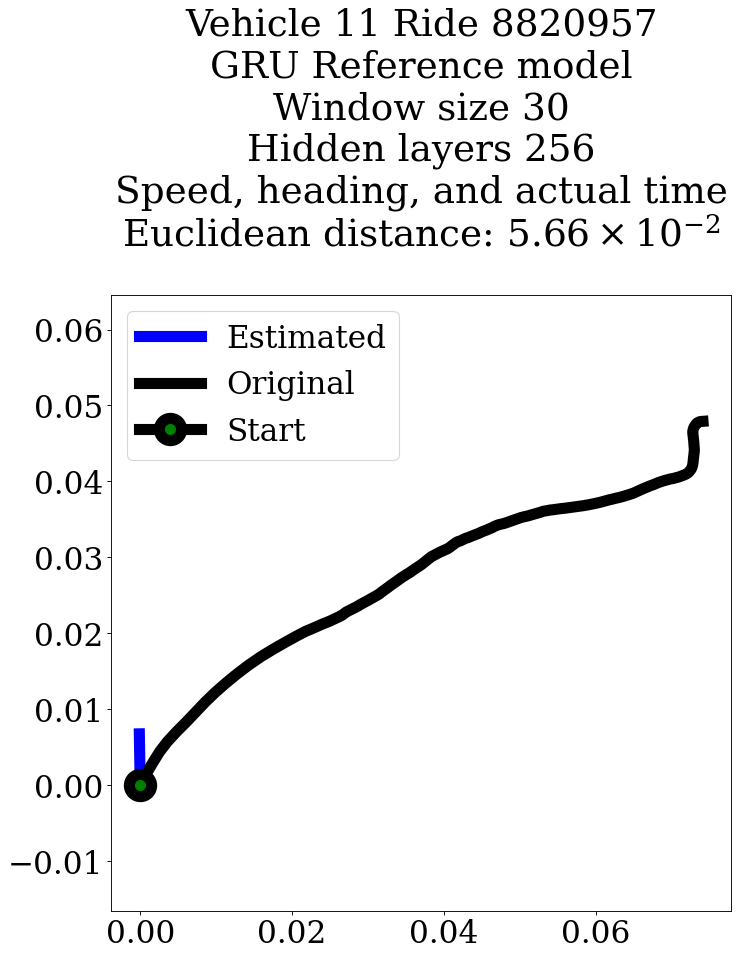 Vehicle 11 Ride 8820957
GRU Reference model
Window size 30
Hidden layers 256
Speed, heading, and actual time
Euclidean distance: 5.66 × 10⁻²
Estimated
Original
Start
0.06
0.05
0.04
0.03
0.02
0.01
0.00
−0.01
0.00 0.02 0.04 0.06